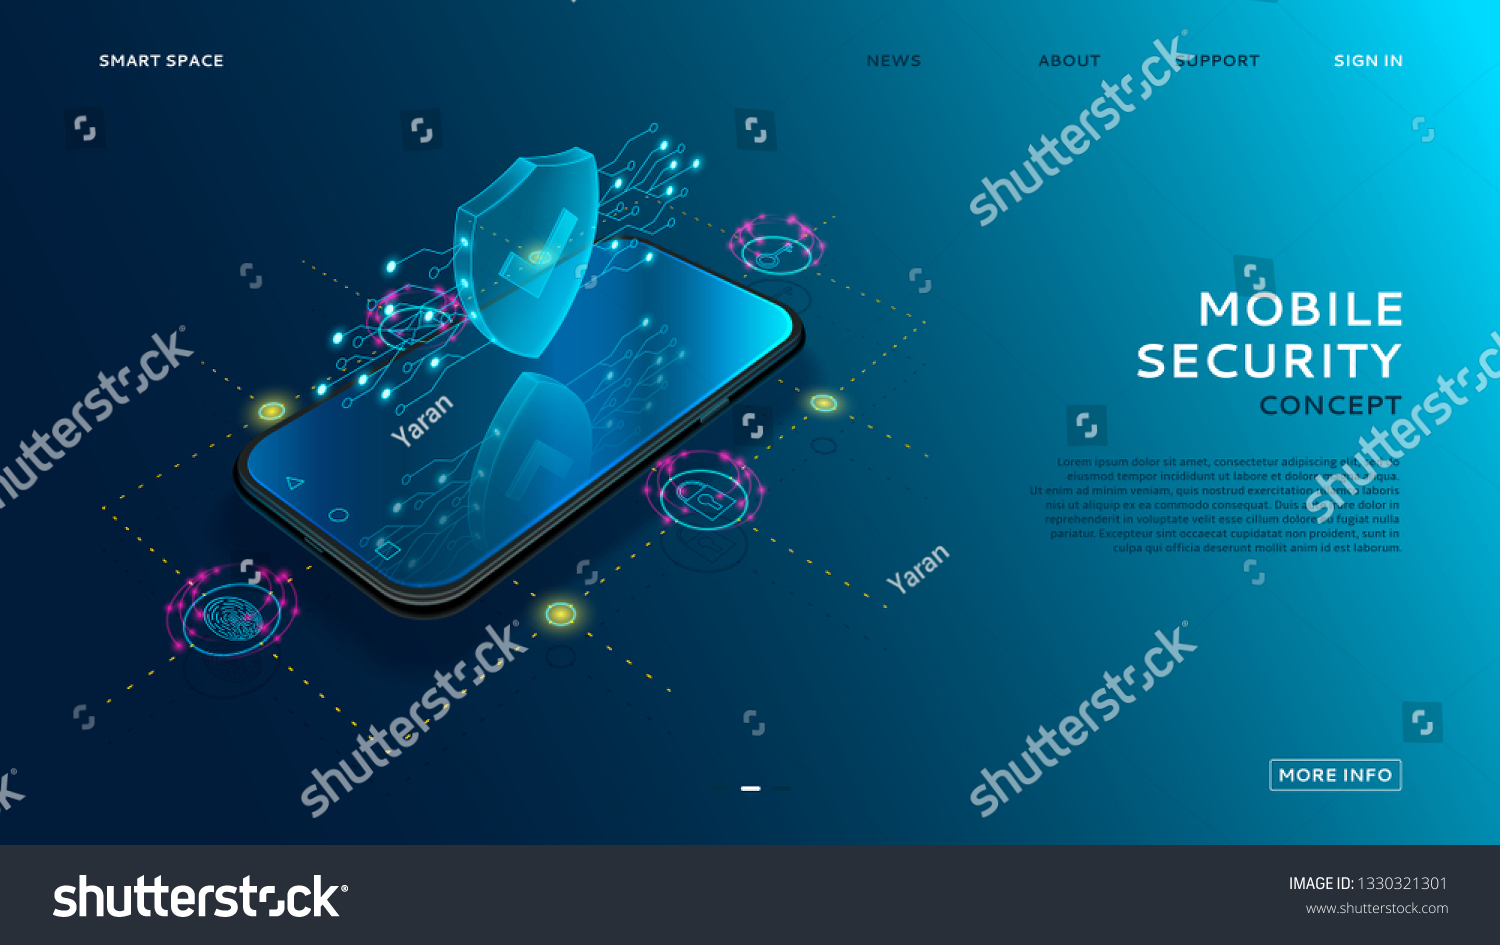 SMART SPACE
NEWS
ABOUT
SUPPORT
SIGN IN
shutterstock
MOBILE
SECURITY
CONCEPT
shutterstock
shutterstock
Yaran
Lorem ipsum dolor sit amet, consectetur adipiscing elit, sed do
eiusmod tempor incididunt ut labore et dolore magna aliqua.
Ut enim ad minim veniam, quis nostrud exercitation ullamco laboris
nisi ut aliquip ex ea commodo consequat. Duis aute irure dolor in
reprehenderit in voluptate velit esse cillum dolore eu fugiat nulla
pariatur. Excepteur sint occaecat cupidatat non proident, sunt in
culpa qui officia deserunt mollit anim id est laborum.
Yaran
shutterstock
shutterstock
MORE INFO
shutterstock
IMAGE ID: 1330321301
www.shutterstock.com